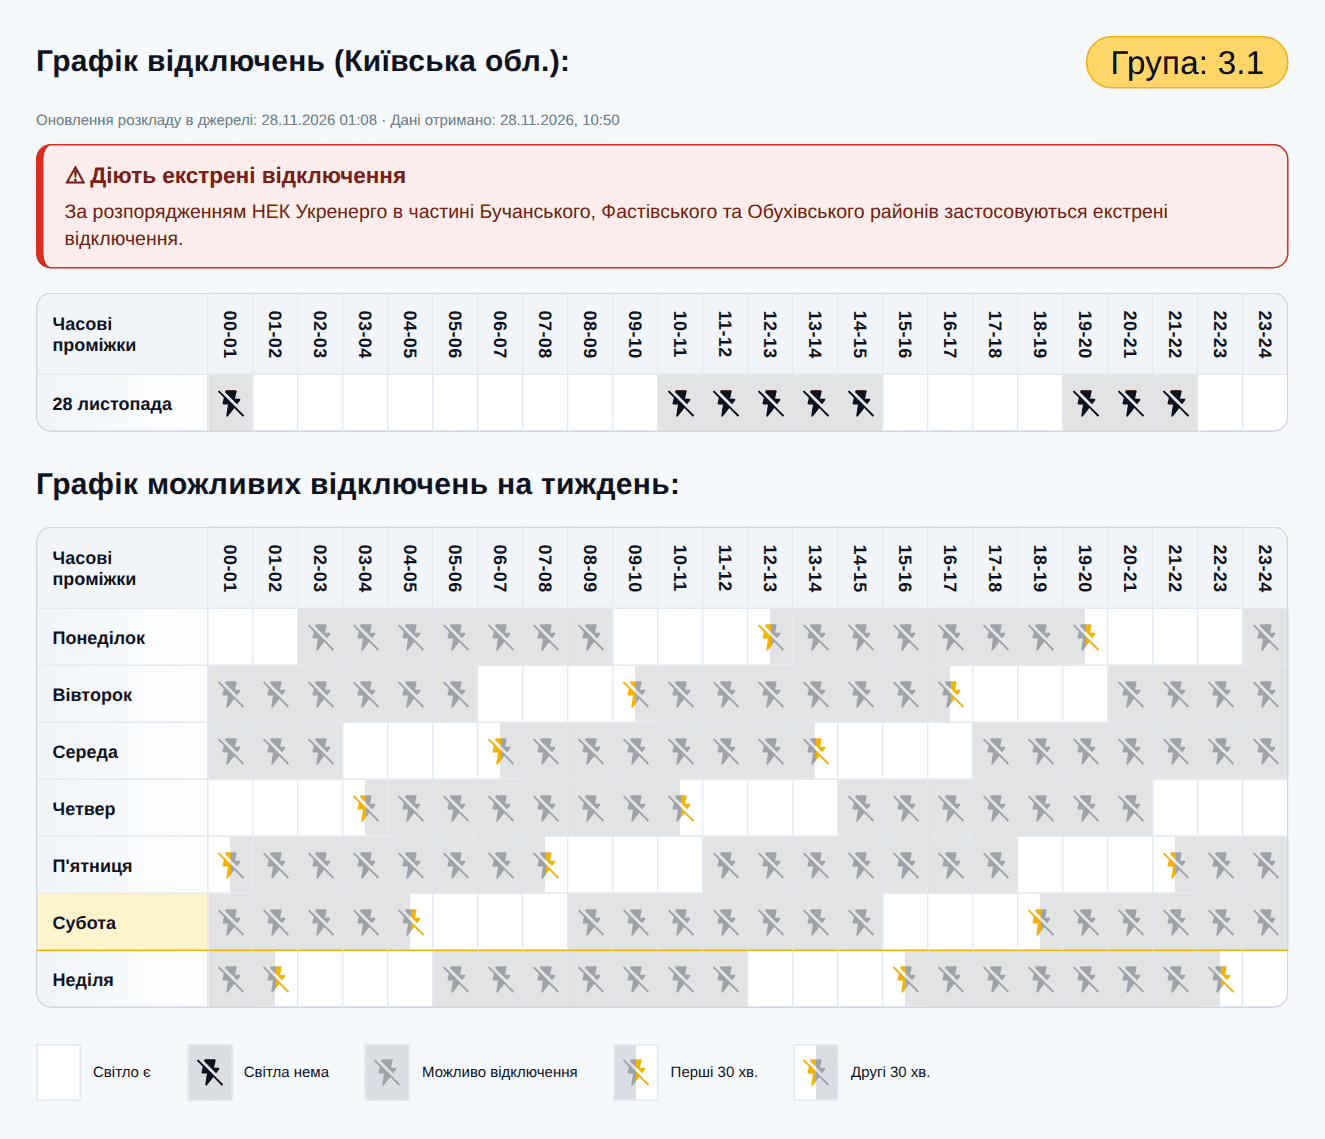 Графік відключень (Київська обл.):
Група: 3.1
Оновлення розкладу в джерелі: 28.11.2026 01:08 · Дані отримано: 28.11.2026, 10:50
⚠ Діють екстрені відключення
За розпорядженням НЕК Укренерго в частині Бучанського, Фастівського та Обухівського районів застосовуються екстрені
відключення.
Часові
проміжки
00-01 01-02 02-03 03-04 04-05 05-06 06-07 07-08 08-09 09-10 10-11 11-12 12-13 13-14 14-15 15-16 16-17 17-18 18-19 19-20 20-21 21-22 22-23 23-24
28 листопада
Графік можливих відключень на тиждень:
Часові
проміжки
00-01 01-02 02-03 03-04 04-05 05-06 06-07 07-08 08-09 09-10 10-11 11-12 12-13 13-14 14-15 15-16 16-17 17-18 18-19 19-20 20-21 21-22 22-23 23-24
Понеділок
Вівторок
Середа
Четвер
П'ятниця
Субота
Неділя
Світло є
Світла нема
Можливо відключення
Перші 30 хв.
Другі 30 хв.